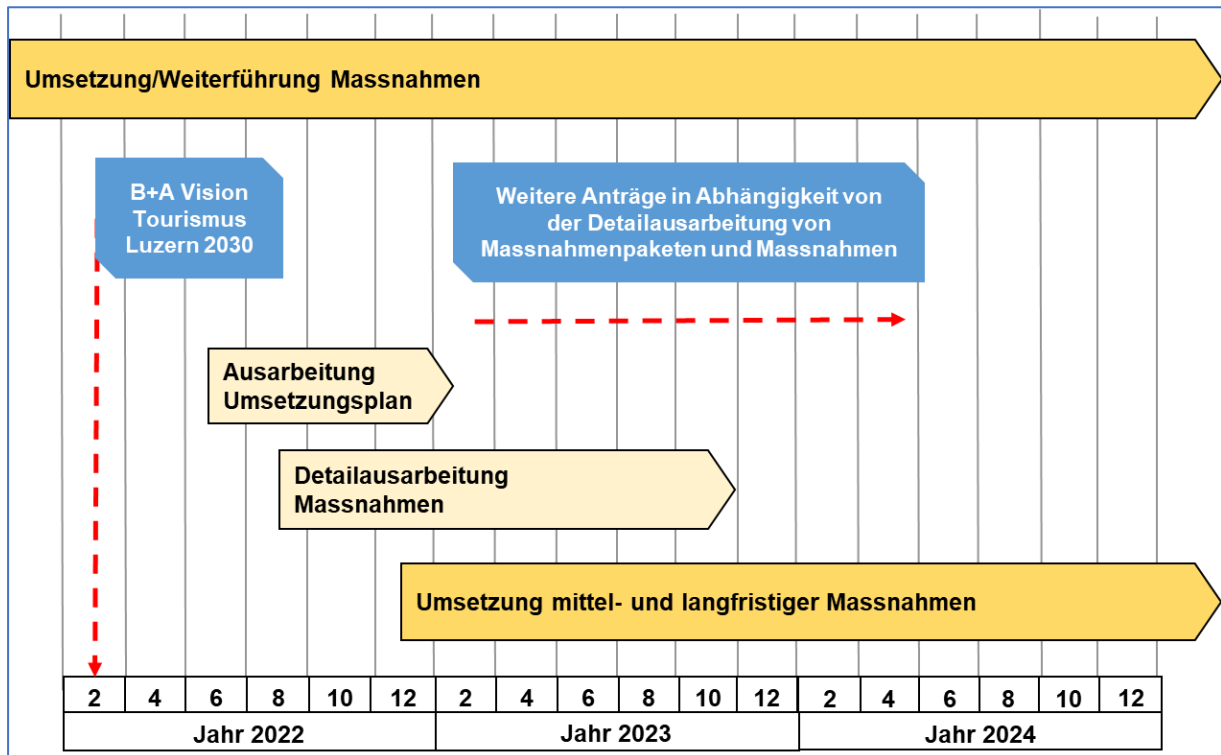 Umsetzung/Weiterführung Massnahmen
B+A Vision
Tourismus
Luzern 2030
Weitere Anträge in Abhängigkeit von
der Detailausarbeitung von
Massnahmenpaketen und Massnahmen
Ausarbeitung
Umsetzungsplan
Detailausarbeitung
Massnahmen
Umsetzung mittel- und langfristiger Massnahmen
2 4 6 8 10 12 2 4 6 8 10 12 2 4 6 8 10 12
Jahr 2022 Jahr 2023 Jahr 2024